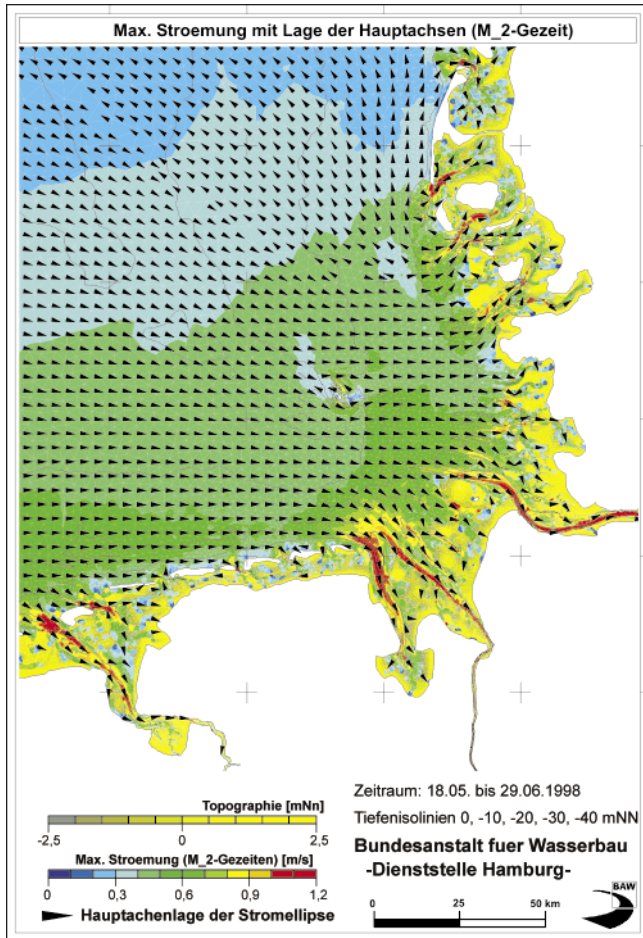 Max. Stroemung mit Lage der Hauptachsen (M_2-Gezeit)
Zeitraum: 18.05. bis 29.06.1998
Topographie [mNn]
-2,5 0 2,5
Tiefenisolinien 0, -10, -20, -30, -40 mNN
Bundesanstalt fuer Wasserbau
-Dienststelle Hamburg-
Max. Stroemung (M_2-Gezeiten) [m/s]
0 0,3 0,6 0,9 1,2
Hauptachenlage der Stromellipse
0 25 50 km
BAW